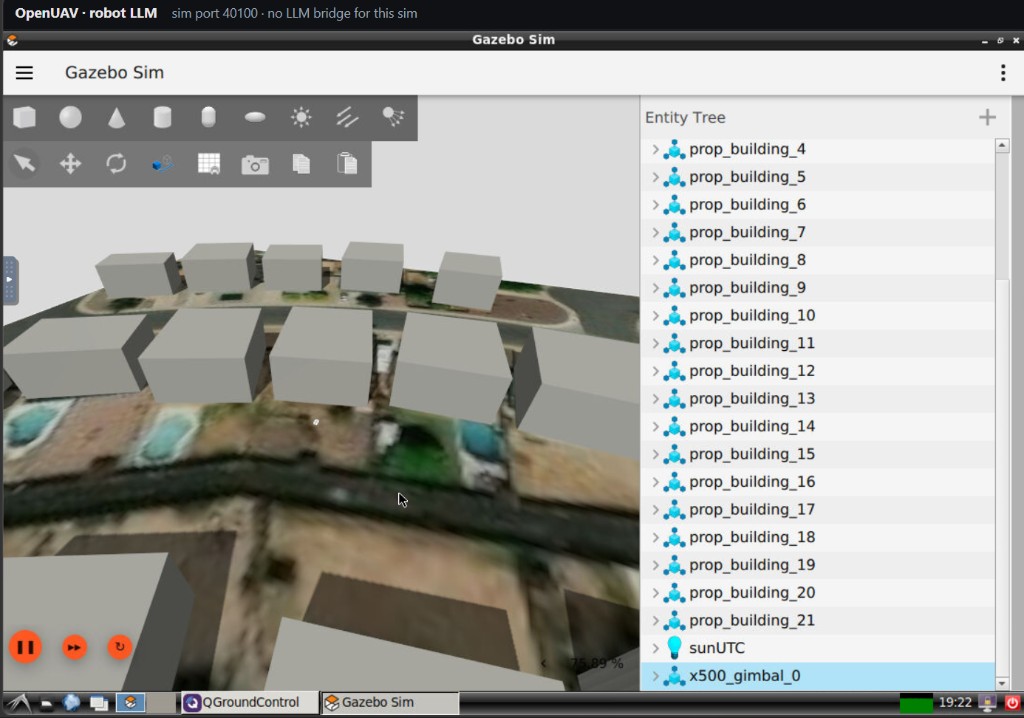 OpenUAV · robot LLM sim port 40100 · no LLM bridge for this sim
Gazebo Sim
Gazebo Sim
Entity Tree
prop_building_4
prop_building_5
prop_building_6
prop_building_7
prop_building_8
prop_building_9
prop_building_10
prop_building_11
prop_building_12
prop_building_13
prop_building_14
prop_building_15
prop_building_16
prop_building_17
prop_building_18
prop_building_19
prop_building_20
prop_building_21
sunUTC
x500_gimbal_0
75.89 %
QGroundControl
Gazebo Sim
19:22